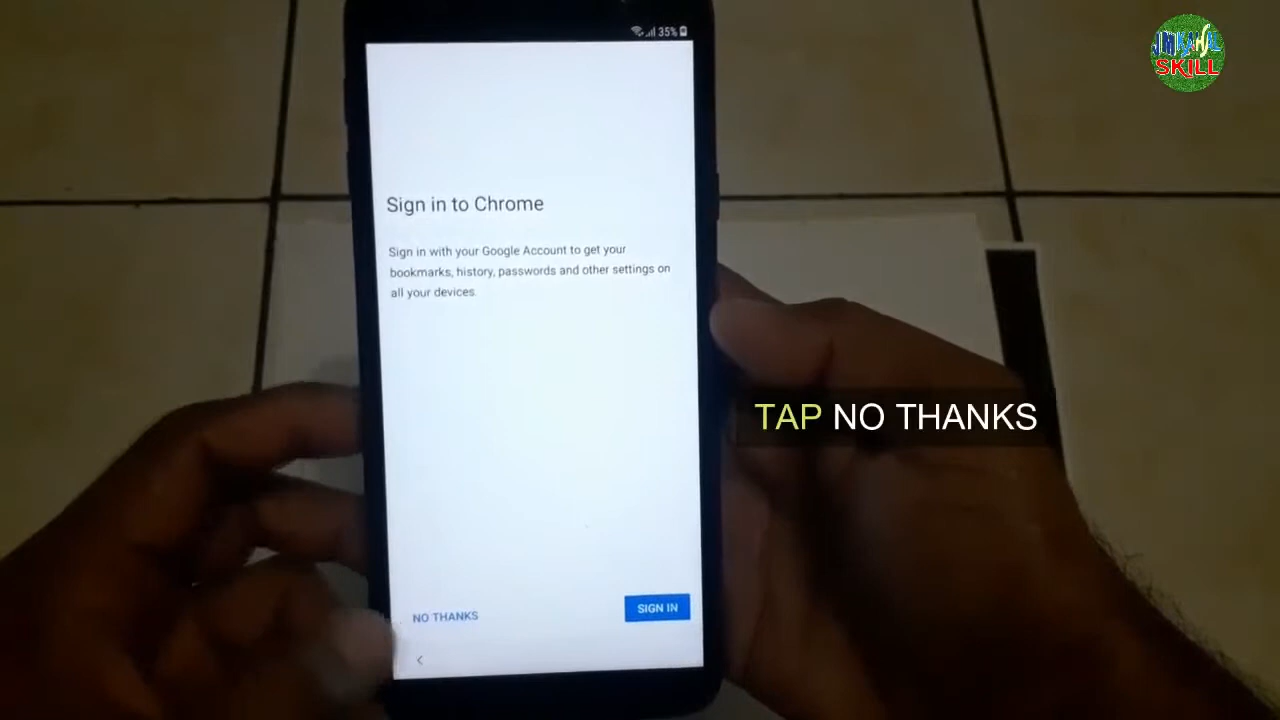 35%
SKILL
Sign in to Chrome
Sign in with your Google Account to get your
bookmarks, history, passwords and other settings on
all your devices.
TAP NO THANKS
NO THANKS
SIGN IN